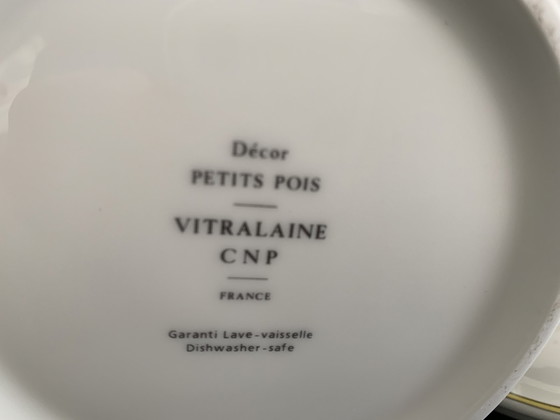 Décor
PETITS POIS
VITRALAINE
CNP
FRANCE
Garanti Lave-vaisselle
Dishwasher-safe